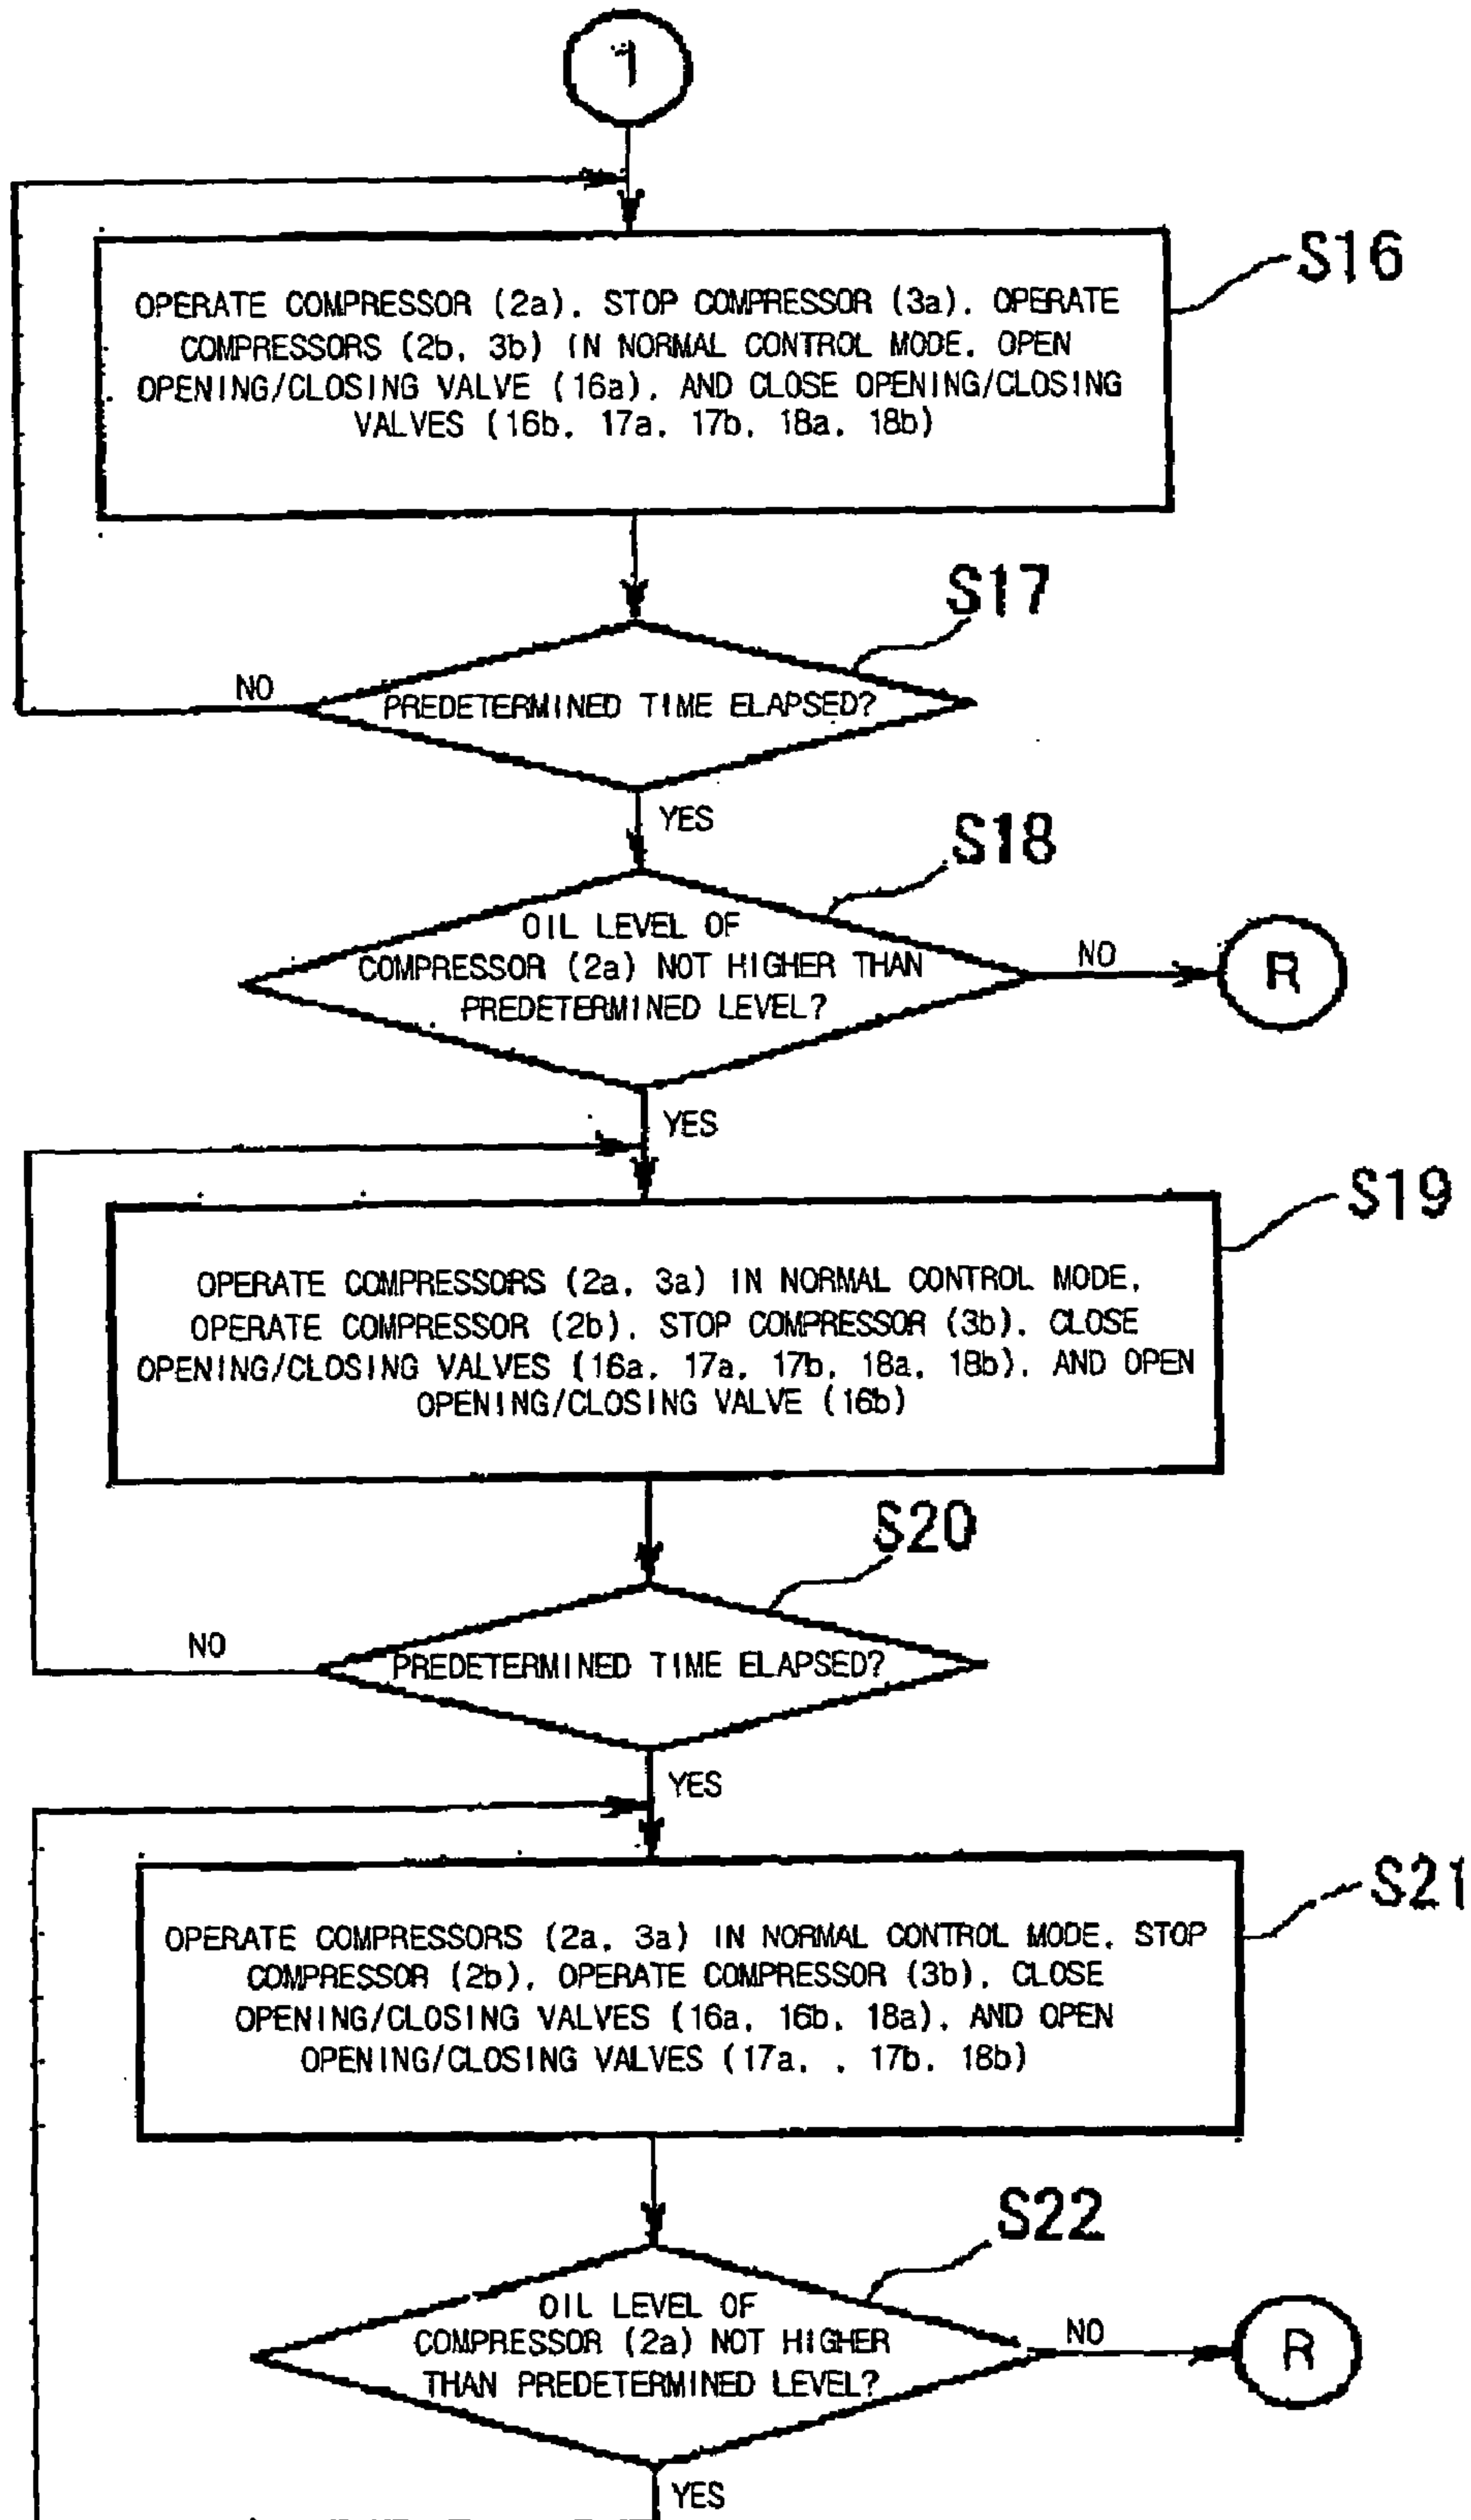 1
S16
OPERATE COMPRESSOR (2a), STOP COMPRESSOR (3a), OPERATE
COMPRESSORS (2b, 3b) IN NORMAL CONTROL MODE, OPEN
OPENING/CLOSING VALVE (16a), AND CLOSE OPENING/CLOSING
VALVES (16b, 17a, 17b, 18a, 18b)
S17
NO
PREDETERMINED TIME ELAPSED?
YES
S18
OIL LEVEL OF
COMPRESSOR (2a) NOT HIGHER THAN
PREDETERMINED LEVEL?
NO
R
YES
S19
OPERATE COMPRESSORS (2a, 3a) IN NORMAL CONTROL MODE,
OPERATE COMPRESSOR (2b), STOP COMPRESSOR (3b), CLOSE
OPENING/CLOSING VALVES (16a, 17a, 17b, 18a, 18b), AND OPEN
OPENING/CLOSING VALVE (16b)
S20
NO
PREDETERMINED TIME ELAPSED?
YES
S21
OPERATE COMPRESSORS (2a, 3a) IN NORMAL CONTROL MODE, STOP
COMPRESSOR (2b), OPERATE COMPRESSOR (3b), CLOSE
OPENING/CLOSING VALVES (16a, 16b, 18a), AND OPEN
OPENING/CLOSING VALVES (17a, , 17b, 18b)
S22
OIL LEVEL OF
COMPRESSOR (2a) NOT HIGHER
THAN PREDETERMINED LEVEL?
NO
R
YES